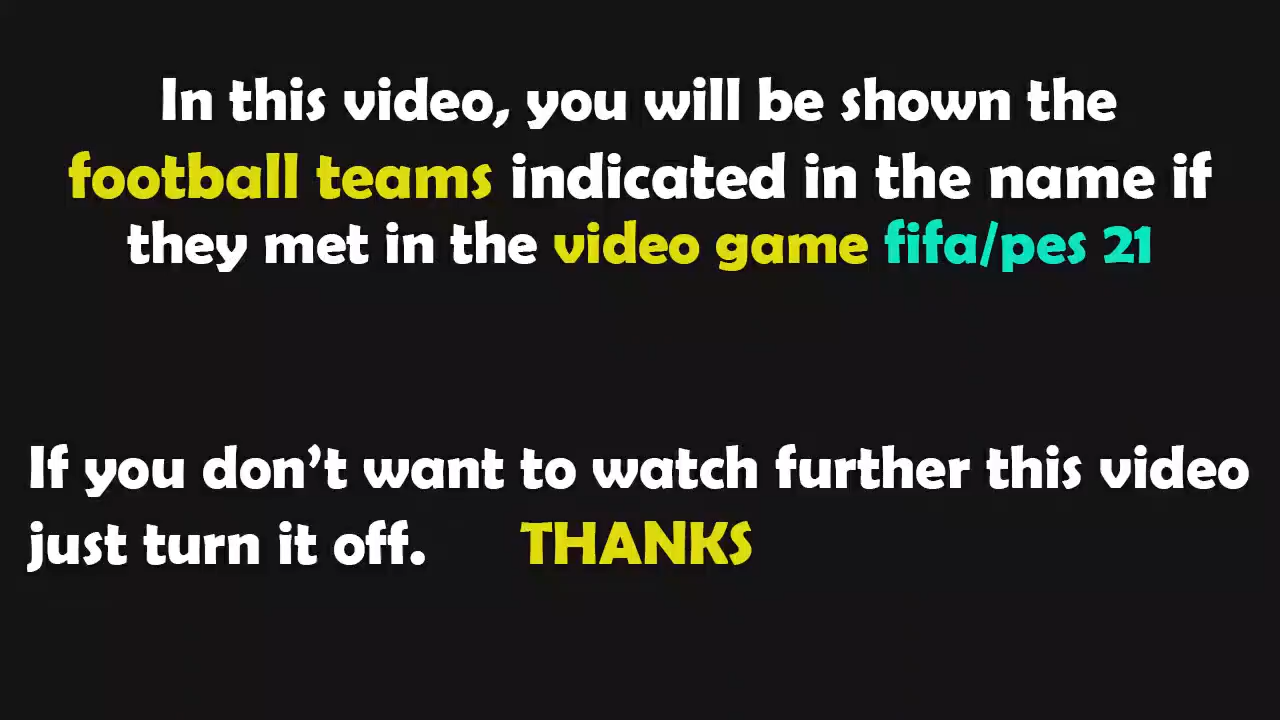 In this video, you will be shown the
football teams indicated in the name if
they met in the video game fifa/pes 21
If you don't want to watch further this video
just turn it off. THANKS